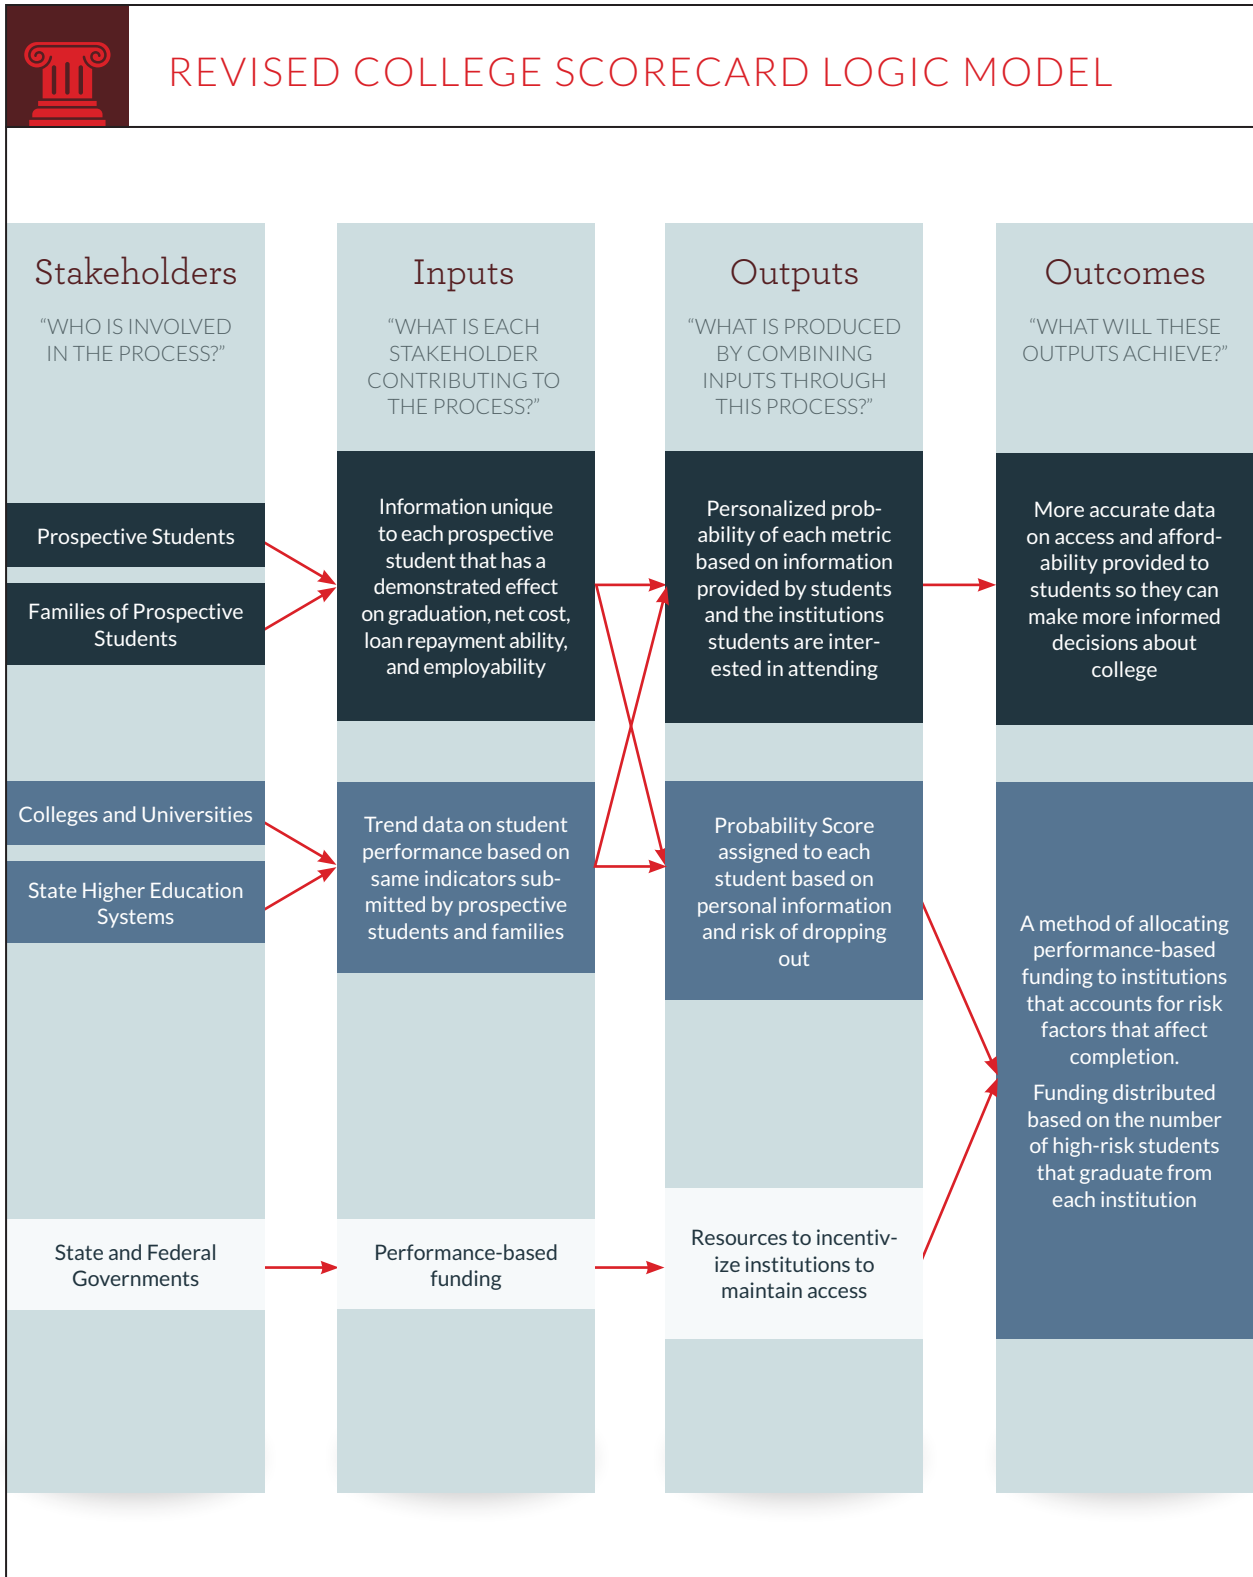 REVISED COLLEGE SCORECARD LOGIC MODEL
Stakeholders
“WHO IS INVOLVED
IN THE PROCESS?”
Prospective Students
Families of Prospective
Students
Colleges and Universities
State Higher Education
Systems
State and Federal
Governments
Inputs
“WHAT IS EACH
STAKEHOLDER
CONTRIBUTING TO
THE PROCESS?”
Information unique
to each prospective
student that has a
demonstrated effect
on graduation, net cost,
loan repayment ability,
and employability
Trend data on student
performance based on
same indicators sub-
mitted by prospective
students and families
Performance-based
funding
Outputs
“WHAT IS PRODUCED
BY COMBINING
INPUTS THROUGH
THIS PROCESS?”
Personalized prob-
ability of each metric
based on information
provided by students
and the institutions
students are inter-
ested in attending
Probability Score
assigned to each
student based on
personal information
and risk of dropping
out
Resources to incentiv-
ize institutions to
maintain access
Outcomes
“WHAT WILL THESE
OUTPUTS ACHIEVE?”
More accurate data
on access and afford-
ability provided to
students so they can
make more informed
decisions about
college
A method of allocating
performance-based
funding to institutions
that accounts for risk
factors that affect
completion.
Funding distributed
based on the number
of high-risk students
that graduate from
each institution